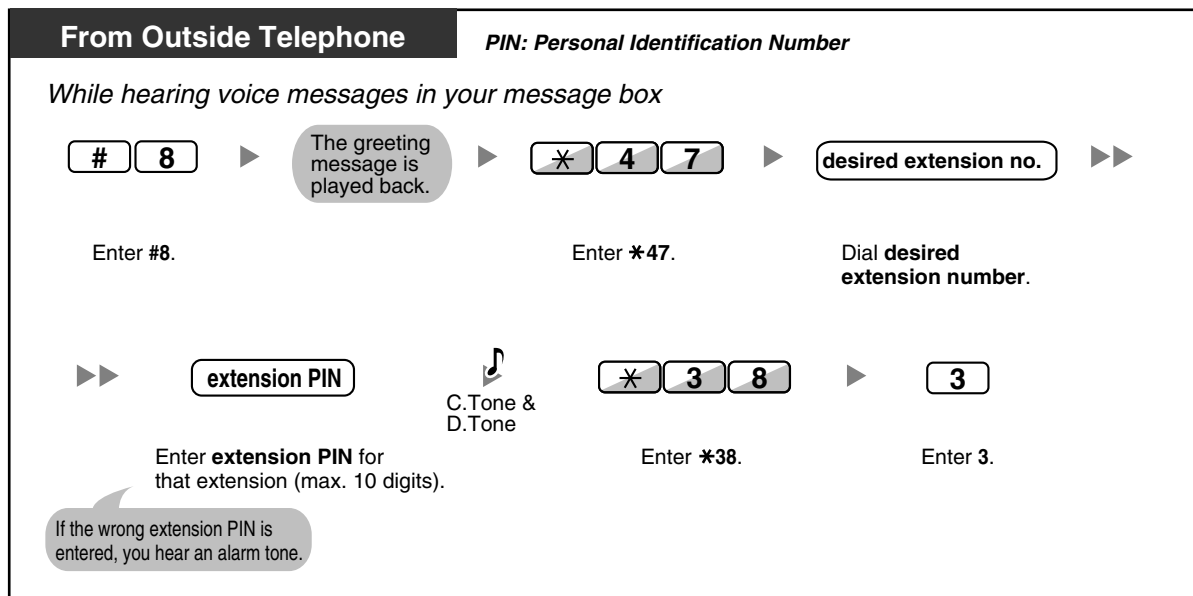 From Outside Telephone
PIN: Personal Identification Number
While hearing voice messages in your message box
# 8
The greeting
message is
played back.
* 4 7
desired extension no.
Enter #8.
Enter *47.
Dial desired
extension number.
extension PIN
C.Tone &
D.Tone
* 3 8
3
Enter extension PIN for
that extension (max. 10 digits).
Enter *38.
Enter 3.
If the wrong extension PIN is
entered, you hear an alarm tone.